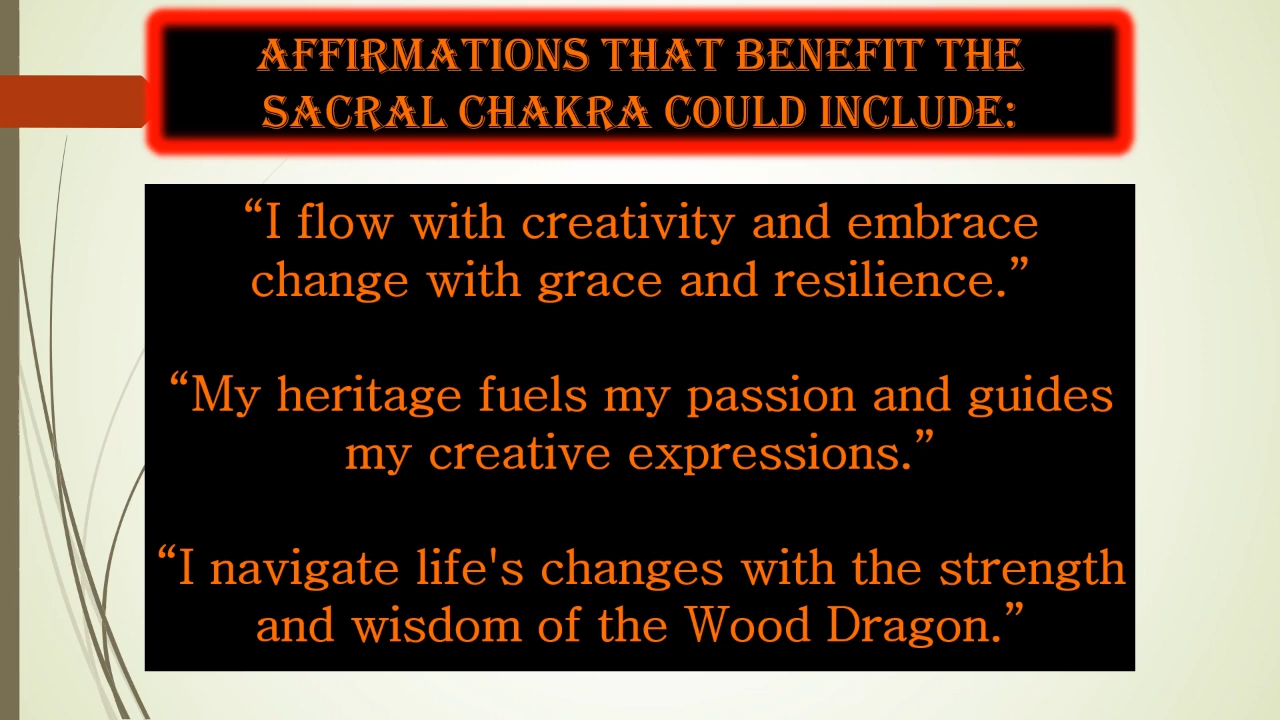 AFFIRMATIONS THAT BENEFIT THE
SACRAL CHAKRA COULD INCLUDE:
“I flow with creativity and embrace
change with grace and resilience.”
“My heritage fuels my passion and guides
my creative expressions.”
“I navigate life's changes with the strength
and wisdom of the Wood Dragon.”